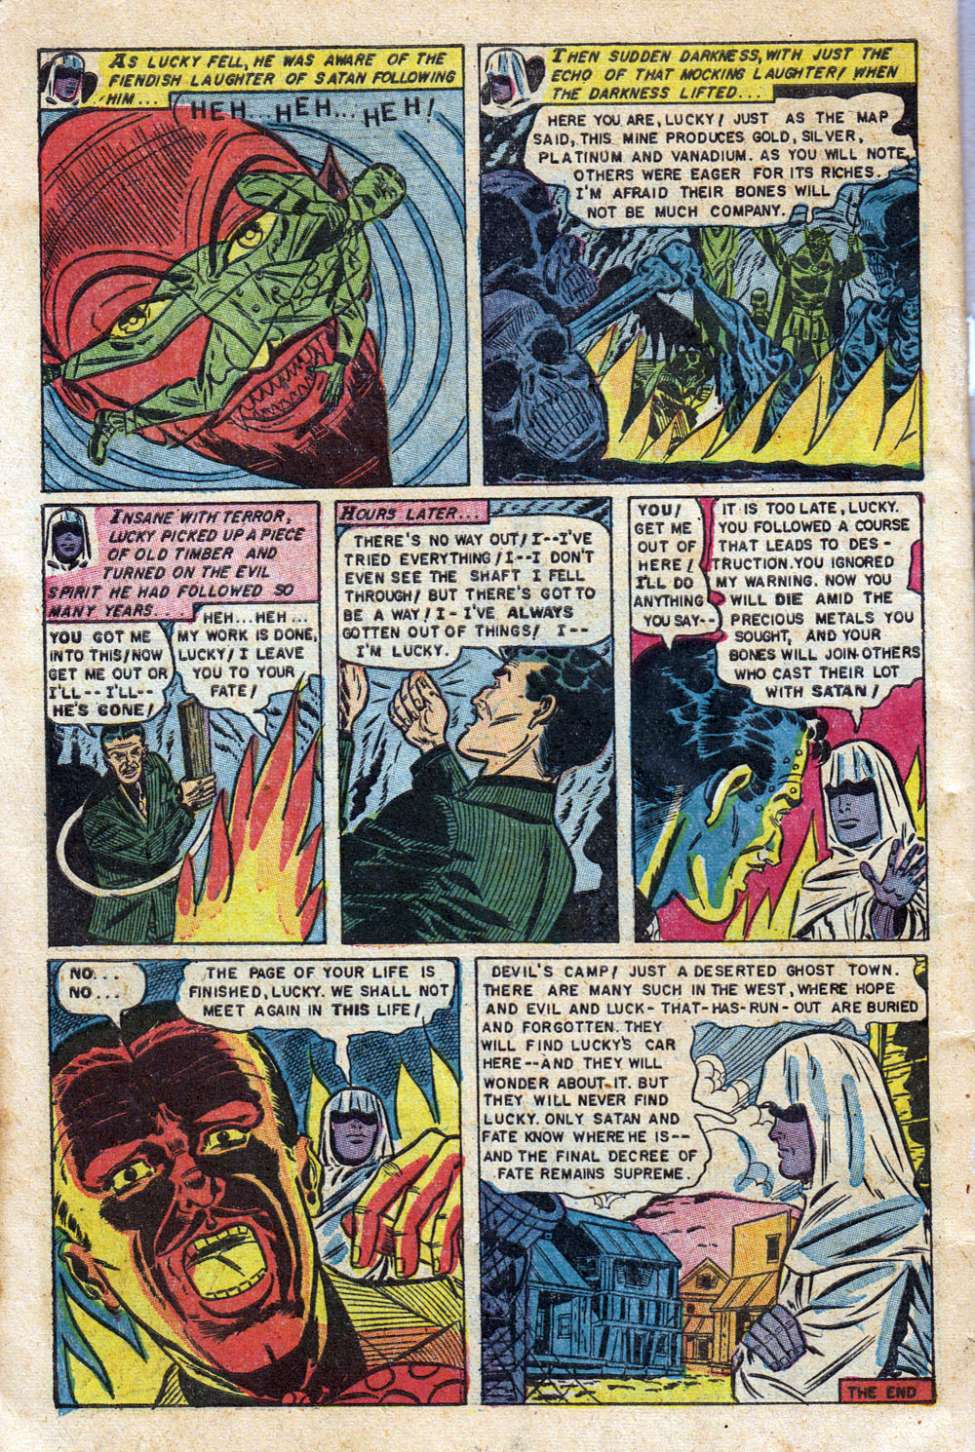 AS LUCKY FELL, HE WAS AWARE OF THE
FIENDISH LAUGHTER OF SATAN FOLLOWING
HIM...
HEH...HEH...HEH!
THEN SUDDEN DARKNESS, WITH JUST THE
ECHO OF THAT MOCKING LAUGHTER! WHEN
THE DARKNESS LIFTED...
HERE YOU ARE, LUCKY! JUST AS THE MAP
SAID, THIS MINE PRODUCES GOLD, SILVER,
PLATINUM AND VANADIUM. AS YOU WILL NOTE,
OTHERS WERE EAGER FOR ITS RICHES.
I'M AFRAID THEIR BONES WILL
NOT BE MUCH COMPANY.
INSANE WITH TERROR,
LUCKY PICKED UP A PIECE
OF OLD TIMBER AND
TURNED ON THE EVIL
SPIRIT HE HAD FOLLOWED SO
MANY YEARS....
YOU GOT ME
INTO THIS! NOW
GET ME OUT OR
I'LL--I'LL--
HE'S GONE!
HEH...HEH...
MY WORK IS DONE,
LUCKY! I LEAVE
YOU TO YOUR
FATE!
HOURS LATER...
THERE'S NO WAY OUT! I--I'VE
TRIED EVERYTHING! I--I DON'T
EVEN SEE THE SHAFT I FELL
THROUGH! BUT THERE'S GOT TO
BE A WAY! I-I'VE ALWAYS
GOTTEN OUT OF THINGS! I--
I'M LUCKY.
YOU!
GET ME
OUT OF
HERE!
I'LL DO
ANYTHING
YOU SAY--
IT IS TOO LATE, LUCKY.
YOU FOLLOWED A COURSE
THAT LEADS TO DES-
TRUCTION. YOU IGNORED
MY WARNING. NOW YOU
WILL DIE AMID THE
PRECIOUS METALS YOU
SOUGHT, AND YOUR
BONES WILL JOIN OTHERS
WHO CAST THEIR LOT
WITH SATAN!
NO...
NO...
THE PAGE OF YOUR LIFE IS
FINISHED, LUCKY. WE SHALL NOT
MEET AGAIN IN THIS LIFE!
DEVIL'S CAMP! JUST A DESERTED GHOST TOWN.
THERE ARE MANY SUCH IN THE WEST, WHERE HOPE
AND EVIL AND LUCK-THAT-HAS-RUN-OUT ARE BURIED
AND FORGOTTEN. THEY
WILL FIND LUCKY'S CAR
HERE--AND THEY WILL
WONDER ABOUT IT. BUT
THEY WILL NEVER FIND
LUCKY. ONLY SATAN AND
FATE KNOW WHERE HE IS--
AND THE FINAL DECREE OF
FATE REMAINS SUPREME.
THE END